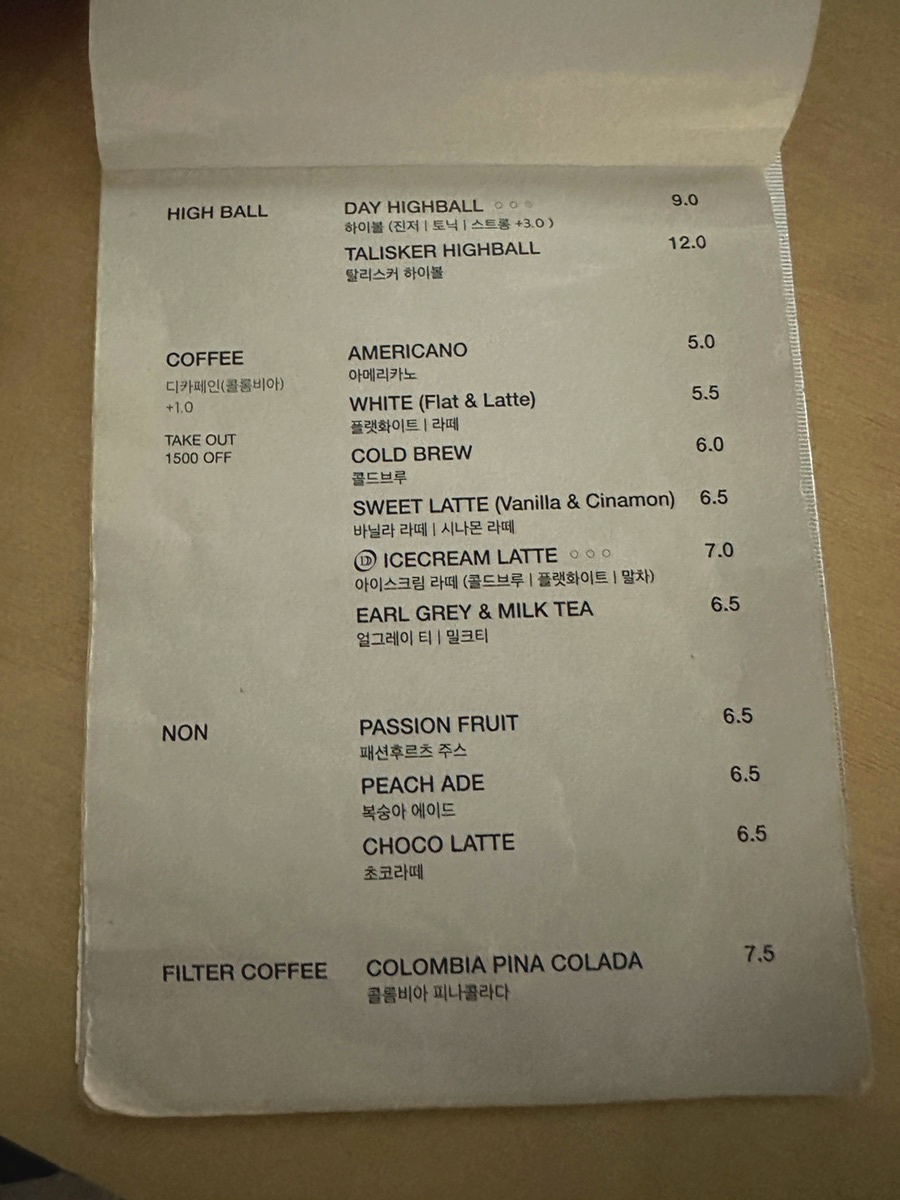 HIGH BALL
DAY HIGHBALL ○ ○ ○ 9.0
하이볼 (진저 | 토닉 | 스트롱 +3.0 )
TALISKER HIGHBALL 12.0
탈리스커 하이볼
COFFEE
디카페인(콜롬비아)
+1.0
TAKE OUT
1500 OFF
AMERICANO 5.0
아메리카노
WHITE (Flat & Latte) 5.5
플랫화이트 | 라떼
COLD BREW 6.0
콜드브루
SWEET LATTE (Vanilla & Cinamon) 6.5
바닐라 라떼 | 시나몬 라떼
D ICECREAM LATTE ○ ○ ○ 7.0
아이스크림 라떼 (콜드브루 | 플랫화이트 | 말차)
EARL GREY & MILK TEA 6.5
얼그레이 티 | 밀크티
NON
PASSION FRUIT 6.5
패션후르츠 주스
PEACH ADE 6.5
복숭아 에이드
CHOCO LATTE 6.5
초코라떼
FILTER COFFEE
COLOMBIA PINA COLADA 7.5
콜롬비아 피나콜라다